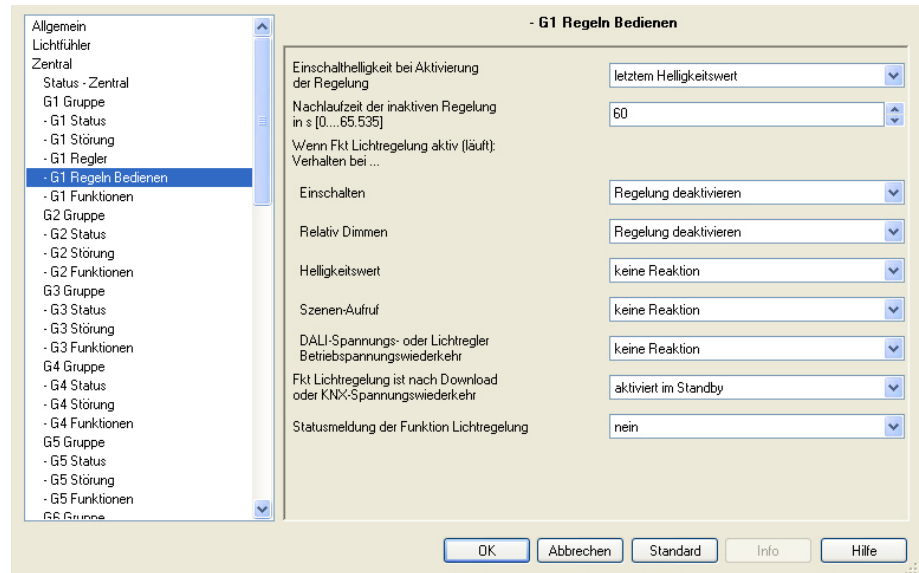 Allgemein
Lichtfühler
Zentral
Status - Zentral
G1 Gruppe
- G1 Status
- G1 Störung
- G1 Regler
- G1 Regeln Bedienen
- G1 Funktionen
G2 Gruppe
- G2 Status
- G2 Störung
- G2 Funktionen
G3 Gruppe
- G3 Status
- G3 Störung
- G3 Funktionen
G4 Gruppe
- G4 Status
- G4 Störung
- G4 Funktionen
G5 Gruppe
- G5 Status
- G5 Störung
- G5 Funktionen
G6 Gruppe
- G1 Regeln Bedienen
Einschalthelligkeit bei Aktivierung
der Regelung
letztem Helligkeitswert
Nachlaufzeit der inaktiven Regelung
in s [0....65.535]
60
Wenn Fkt Lichtregelung aktiv (läuft):
Verhalten bei ...
Einschalten
Regelung deaktivieren
Relativ Dimmen
Regelung deaktivieren
Helligkeitswert
keine Reaktion
Szenen-Aufruf
keine Reaktion
DALI-Spannungs- oder Lichtregler
Betriebspannungswiederkehr
keine Reaktion
Fkt Lichtregelung ist nach Download
oder KNX-Spannungswiederkehr
aktiviert im Standby
Statusmeldung der Funktion Lichtregelung
nein
OK
Abbrechen
Standard
Info
Hilfe